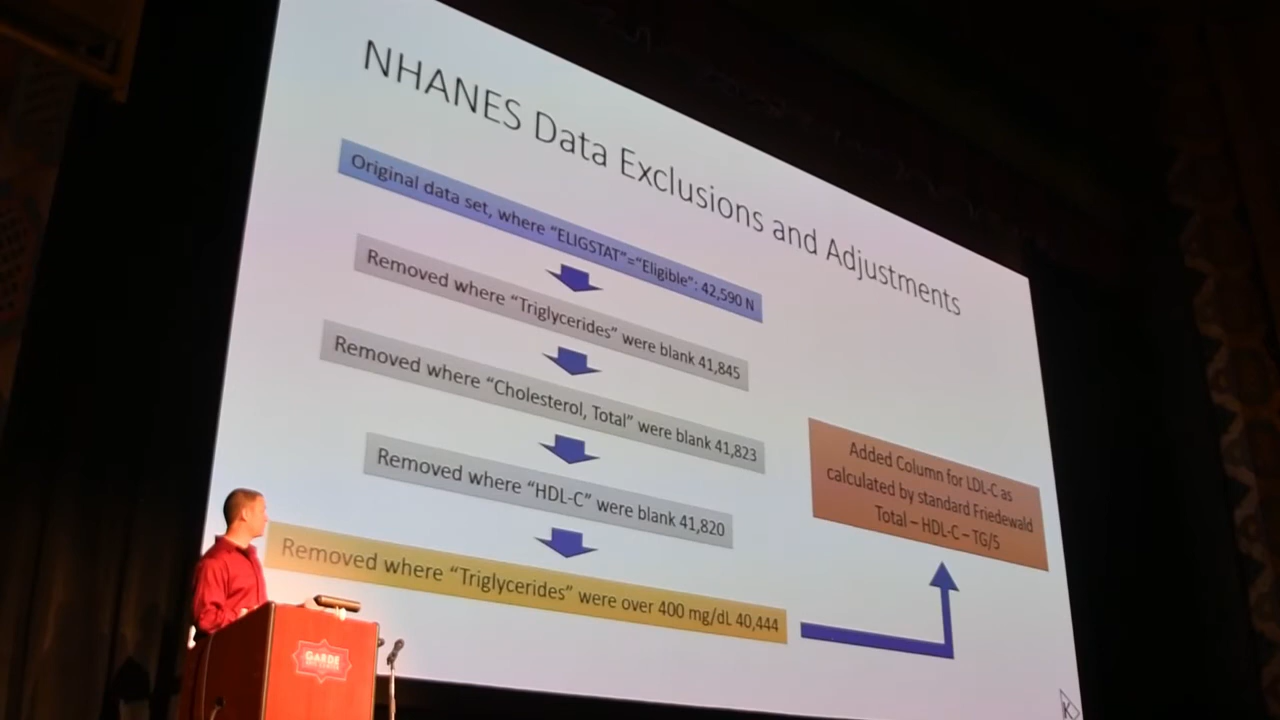 NHANES Data Exclusions and Adjustments
Original data set, where “ELIGSTAT”=“Eligible”: 42,590 N
Removed where “Triglycerides” were blank 41,845
Removed where “Cholesterol, Total” were blank 41,823
Removed where “HDL-C” were blank 41,820
Removed where “Triglycerides” were over 400 mg/dL 40,444
Added Column for LDL-C as
calculated by standard Friedewald
Total – HDL-C – TG/5
GARDE
K